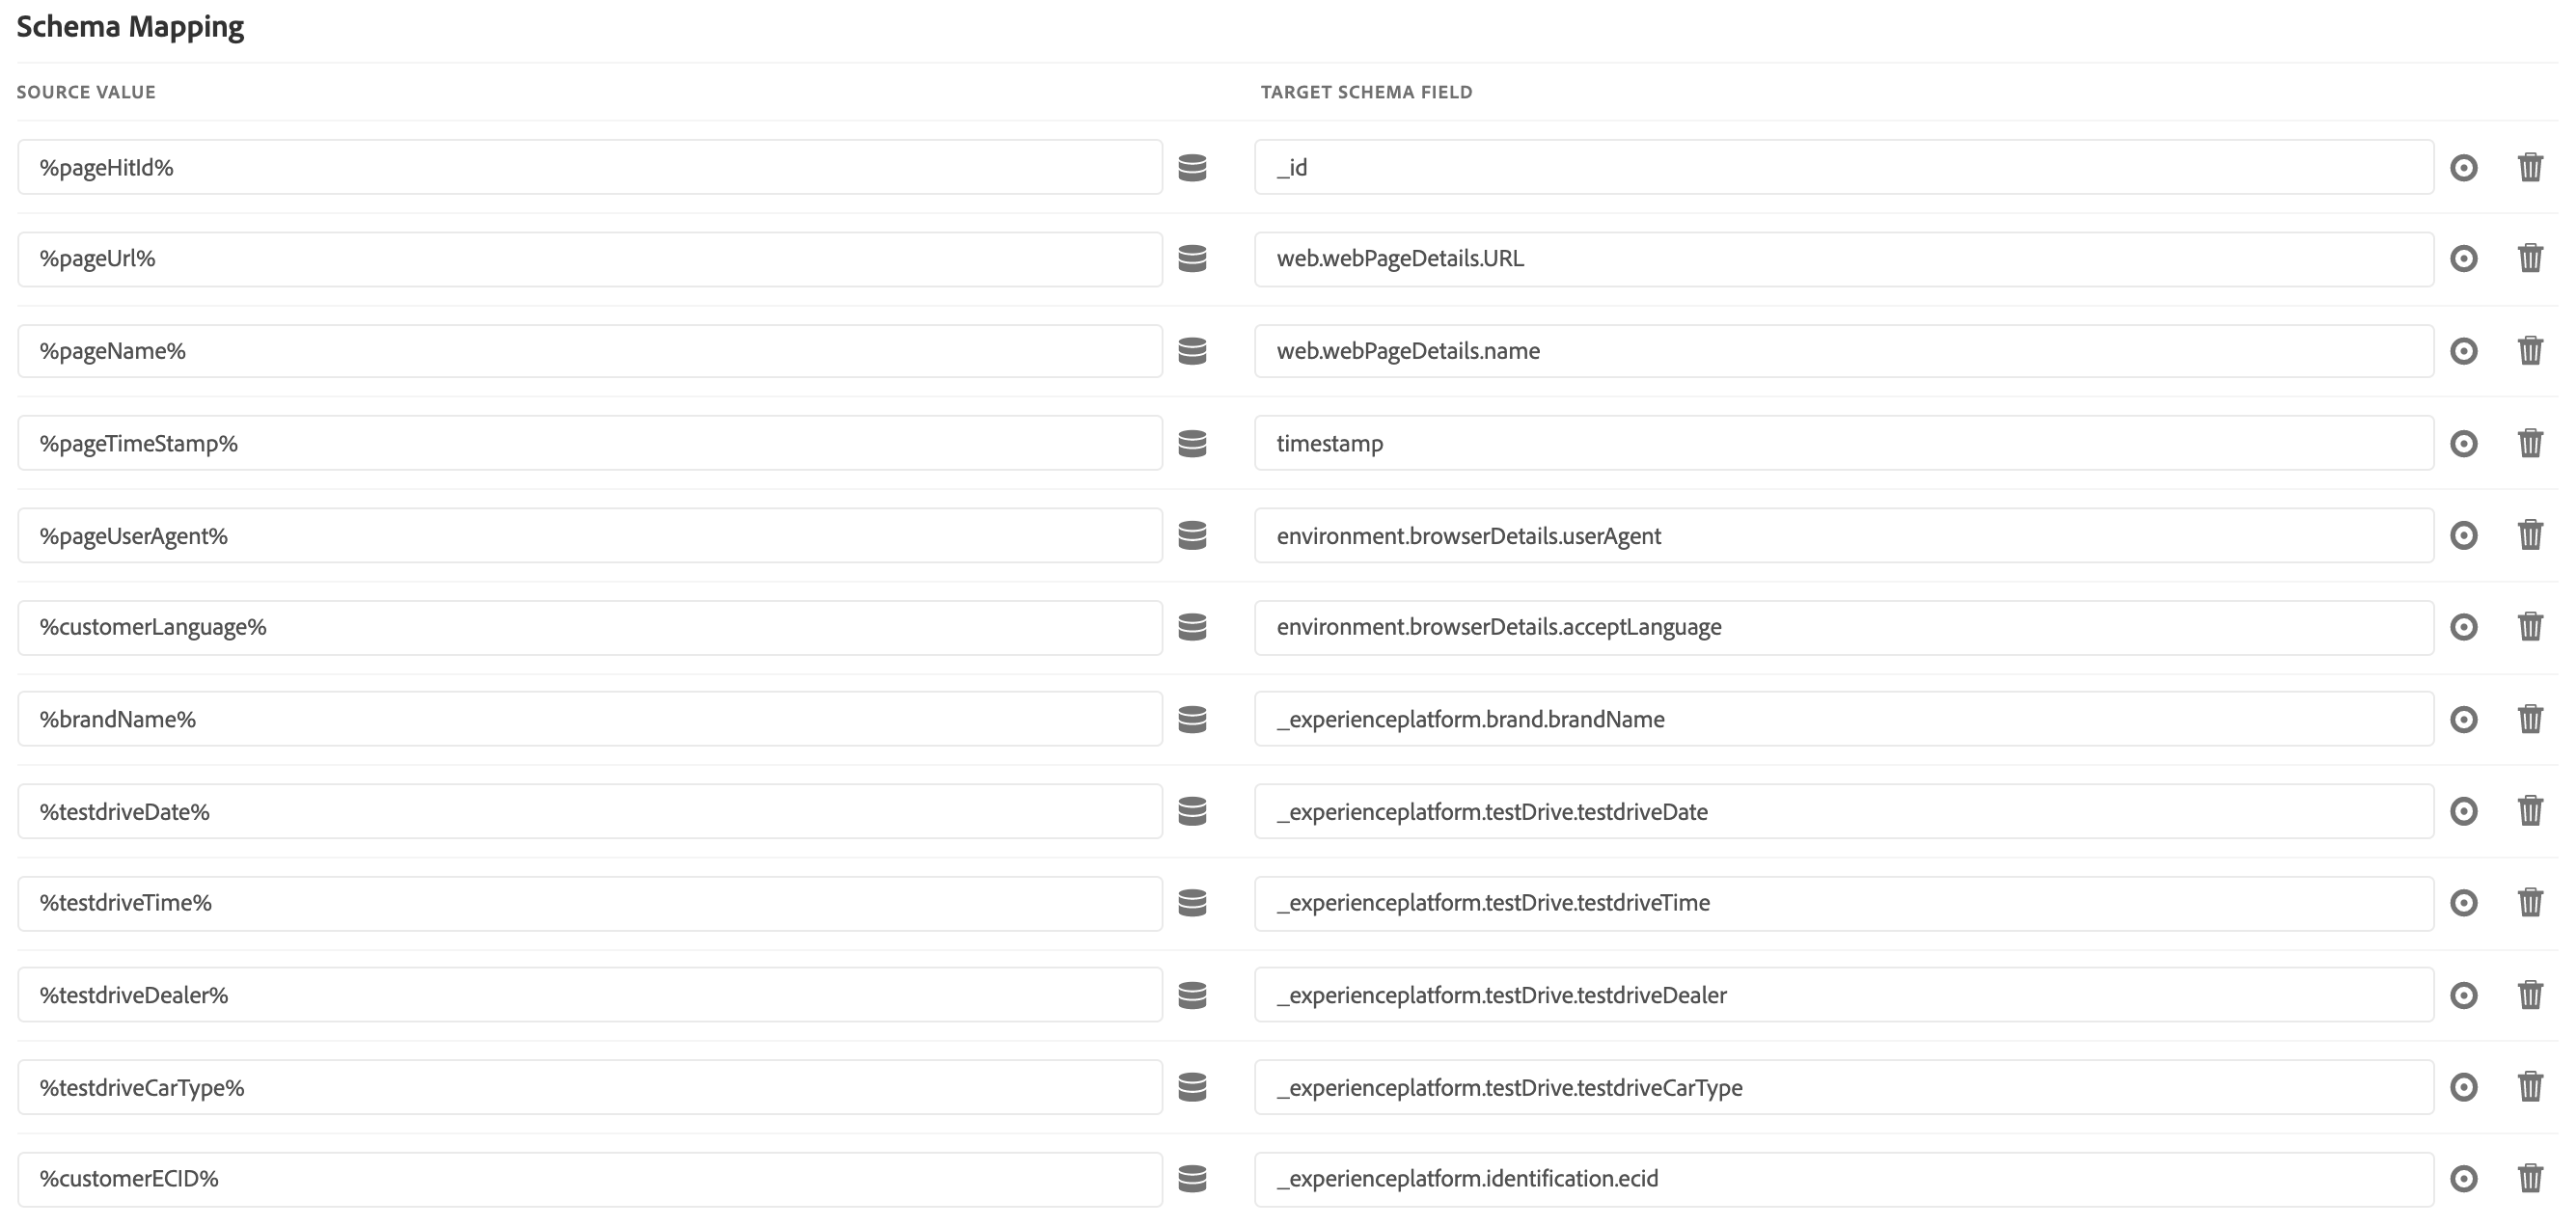 Schema Mapping
SOURCE VALUE TARGET SCHEMA FIELD
%pageHitId% _id
%pageUrl% web.webPageDetails.URL
%pageName% web.webPageDetails.name
%pageTimeStamp% timestamp
%pageUserAgent% environment.browserDetails.userAgent
%customerLanguage% environment.browserDetails.acceptLanguage
%brandName% _experienceplatform.brand.brandName
%testdriveDate% _experienceplatform.testDrive.testdriveDate
%testdriveTime% _experienceplatform.testDrive.testdriveTime
%testdriveDealer% _experienceplatform.testDrive.testdriveDealer
%testdriveCarType% _experienceplatform.testDrive.testdriveCarType
%customerECID% _experienceplatform.identification.ecid